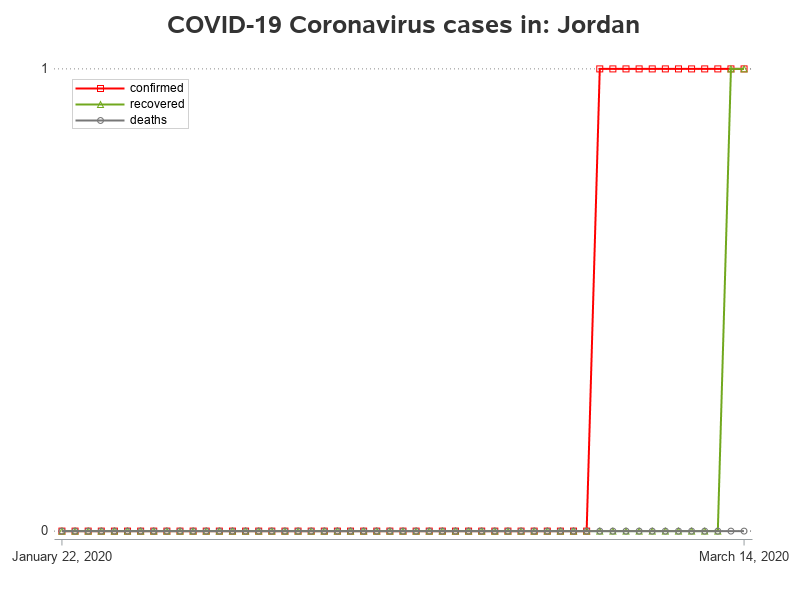 COVID-19 Coronavirus cases in: Jordan
1
confirmed
recovered
deaths
0
January 22, 2020
March 14, 2020